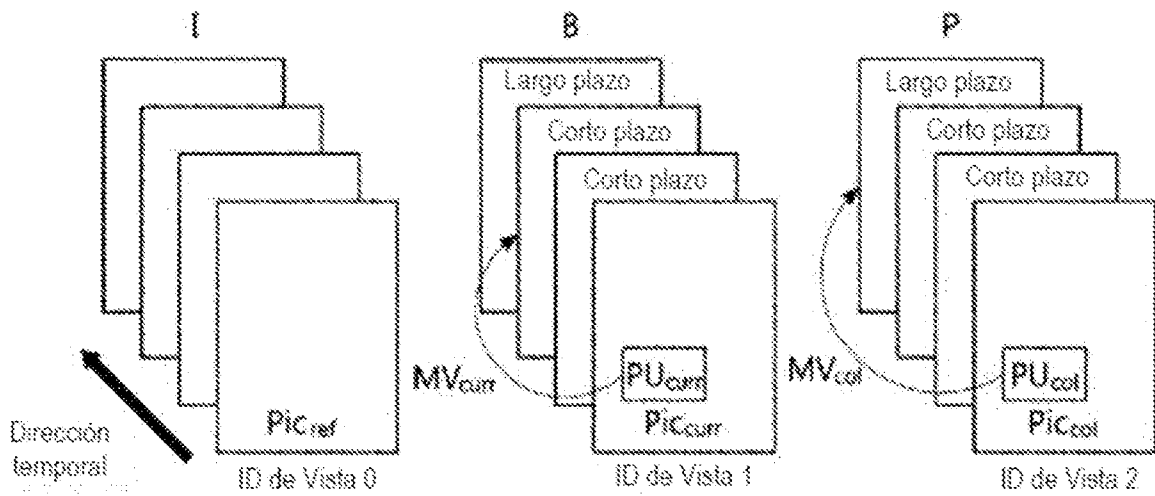 I
B
P
Largo plazo
Largo plazo
Corto plazo
Corto plazo
Corto plazo
Corto plazo
MVcurr
PUcurr
MVcol
PUcol
Picref
Piccurr
Piccol
Dirección
temporal
ID de Vista 0
ID de Vista 1
ID de Vista 2